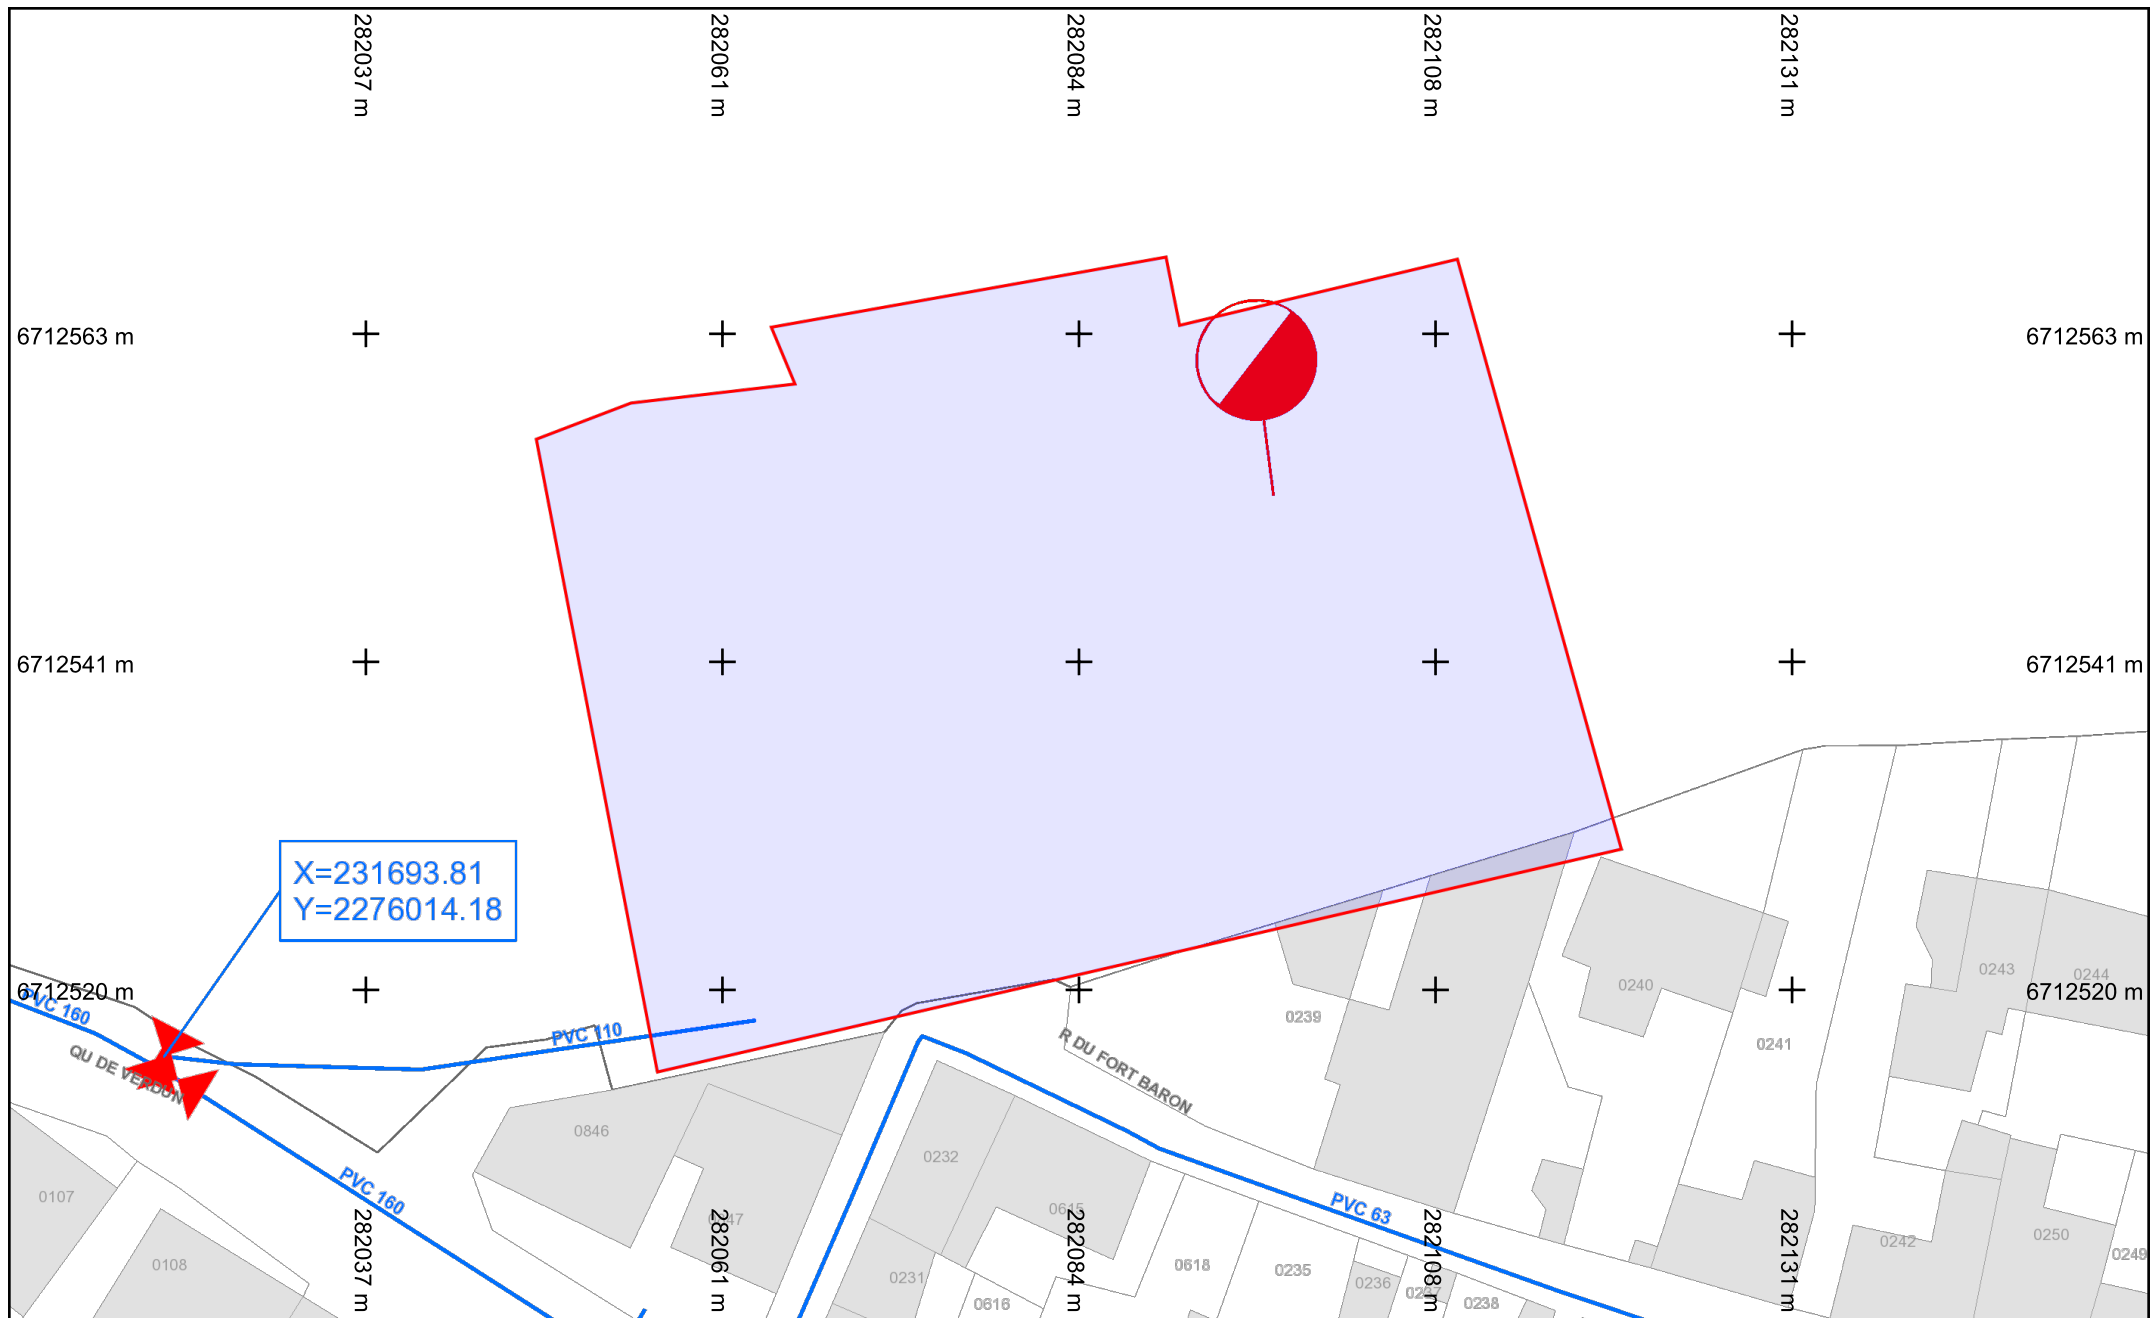 282037 m
282061 m
282084 m
282108 m
282131 m
6712563 m
6712563 m
6712541 m
6712541 m
X=231693.81
Y=2276014.18
6712520 m
6712520 m
PVC 160
QU DE VERDUN
PVC 110
PVC 160
R DU FORT BARON
PVC 63
0239
0240
0241
0243
0244
0846
0232
0615
0107
0108
0231
0616
0618
0235
0236
0237
0238
0242
0250
0249
282037 m
282061 m
282084 m
282108 m
282131 m